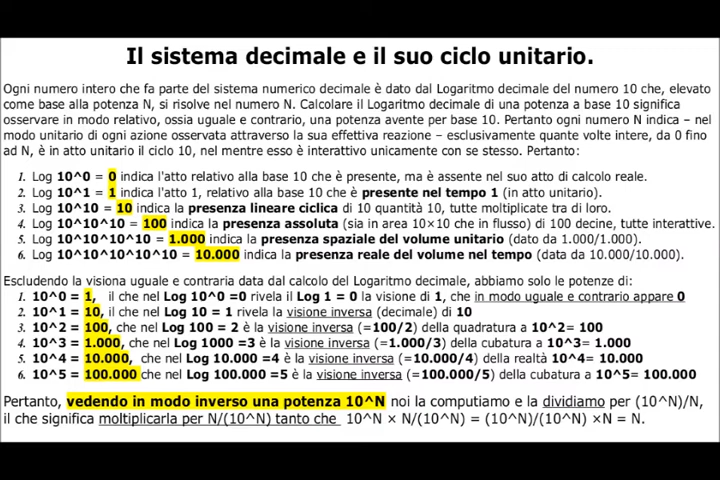 Il sistema decimale e il suo ciclo unitario.
Ogni numero intero che fa parte del sistema numerico decimale è dato dal Logaritmo decimale del numero 10 che, elevato
come base alla potenza N, si risolve nel numero N. Calcolare il Logaritmo decimale di una potenza a base 10 significa
osservare in modo relativo, ossia uguale e contrario, una potenza avente per base 10. Pertanto ogni numero N indica – nel
modo unitario di ogni azione osservata attraverso la sua effettiva reazione – esclusivamente quante volte intere, da 0 fino
ad N, è in atto unitario il ciclo 10, nel mentre esso è interattivo unicamente con se stesso. Pertanto:
1. Log 10^0 = 0 indica l'atto relativo alla base 10 che è presente, ma è assente nel suo atto di calcolo reale.
2. Log 10^1 = 1 indica l'atto 1, relativo alla base 10 che è presente nel tempo 1 (in atto unitario).
3. Log 10^10 = 10 indica la presenza lineare ciclica di 10 quantità 10, tutte moltiplicate tra di loro.
4. Log 10^10^10 = 100 indica la presenza assoluta (sia in area 10×10 che in flusso) di 100 decine, tutte interattive.
5. Log 10^10^10^10 = 1.000 indica la presenza spaziale del volume unitario (dato da 1.000/1.000).
6. Log 10^10^10^10^10 = 10.000 indica la presenza reale del volume nel tempo (data da 10.000/10.000).
Escludendo la visiona uguale e contraria data dal calcolo del Logaritmo decimale, abbiamo solo le potenze di:
1. 10^0 = 1, il che nel Log 10^0 =0 rivela il Log 1 = 0 la visione di 1, che in modo uguale e contrario appare 0
2. 10^1 = 10, il che nel Log 10 = 1 rivela la visione inversa (decimale) di 10
3. 10^2 = 100, che nel Log 100 = 2 è la visione inversa (=100/2) della quadratura a 10^2= 100
4. 10^3 = 1.000, che nel Log 1000 =3 è la visione inversa (=1.000/3) della cubatura a 10^3= 1.000
5. 10^4 = 10.000, che nel Log 10.000 =4 è la visione inversa (=10.000/4) della realtà 10^4= 10.000
6. 10^5 = 100.000 che nel Log 100.000 =5 è la visione inversa (=100.000/5) della cubatura a 10^5= 100.000
Pertanto, vedendo in modo inverso una potenza 10^N noi la computiamo e la dividiamo per (10^N)/N,
il che significa moltiplicarla per N/(10^N) tanto che 10^N × N/(10^N) = (10^N)/(10^N) ×N = N.